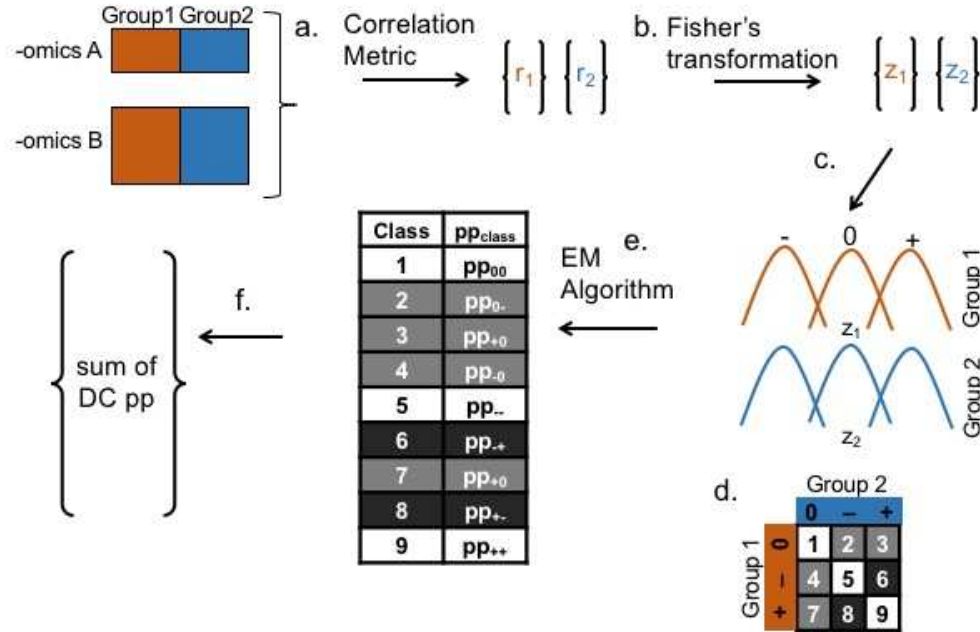 Group1 Group2
-omics A
-omics B
a. Correlation
Metric
{r₁} {r₂}
b. Fisher's
transformation
{z₁} {z₂}
c.
- 0 +
Group 1
z₁
Group 2
z₂
d.
Group 2
0 – +
Group 1
0 1 2 3
– 4 5 6
+ 7 8 9
e.
EM
Algorithm
Class pp_class
1 pp₀₀
2 pp₀₋
3 pp₊₀
4 pp₋₀
5 pp₋₋
6 pp₋₊
7 pp₊₀
8 pp₊₋
9 pp₊₊
f.
sum of
DC pp